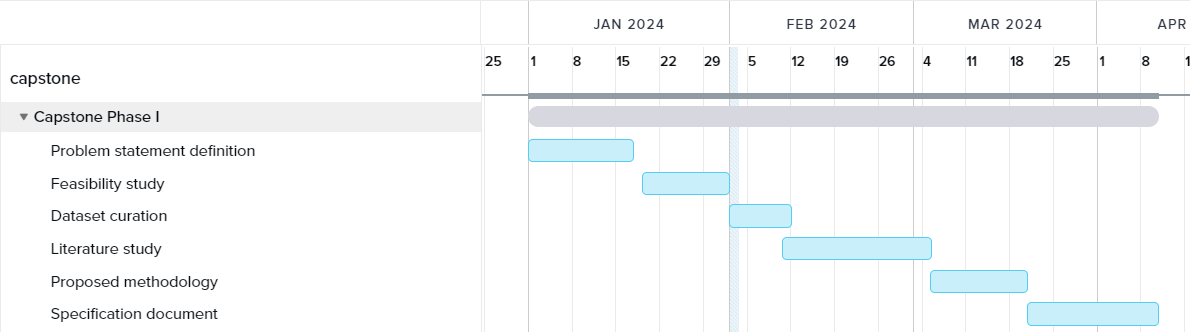 JAN 2024 FEB 2024 MAR 2024 APR
25 1 8 15 22 29 5 12 19 26 4 11 18 25 1 8 1
capstone
Capstone Phase I
Problem statement definition
Feasibility study
Dataset curation
Literature study
Proposed methodology
Specification document